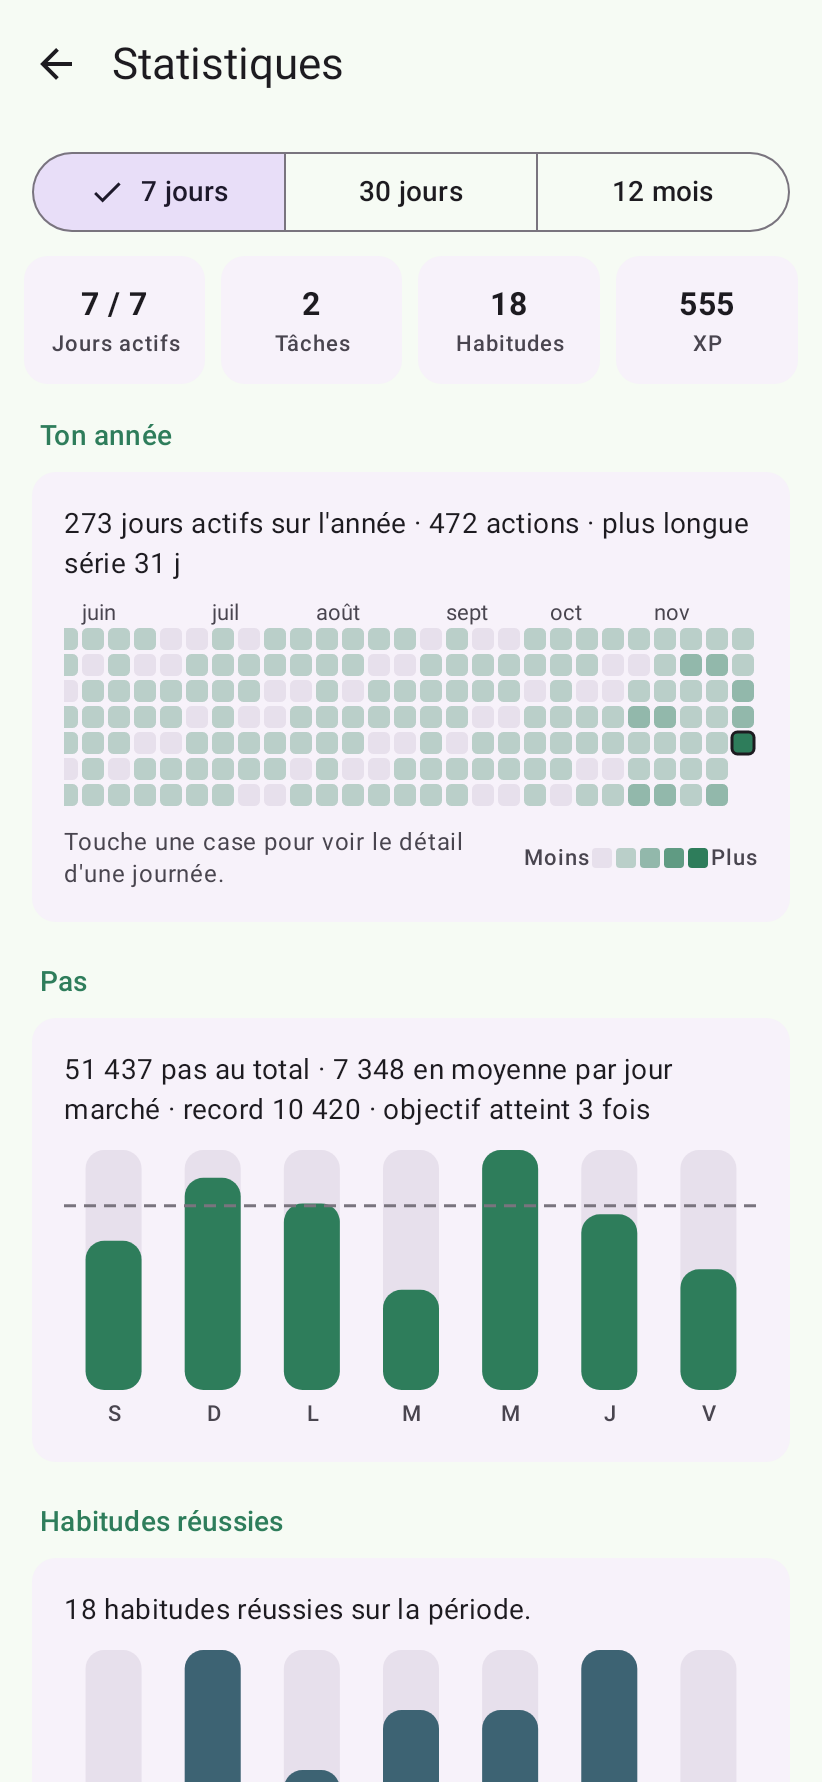 Statistiques
7 jours
30 jours
12 mois
7 / 7
Jours actifs
2
Tâches
18
Habitudes
555
XP
Ton année
273 jours actifs sur l'année · 472 actions · plus longue
série 31 j
juin juil août sept oct nov
Touche une case pour voir le détail
d'une journée.
Moins Plus
Pas
51 437 pas au total · 7 348 en moyenne par jour
marché · record 10 420 · objectif atteint 3 fois
S D L M M J V
Habitudes réussies
18 habitudes réussies sur la période.